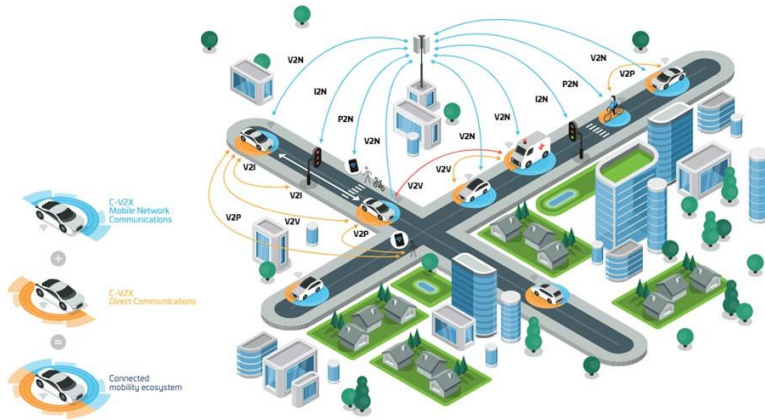 V2N
V2N
V2P
I2N
P2N
P2N
I2N
V2N
V2N
V2N
V2V
V2V
V2I
V2I
V2P
V2V
V2P
C-V2X
Mobile Network
Communications
+
C-V2X
Direct Communications
=
Connected
mobility ecosystem